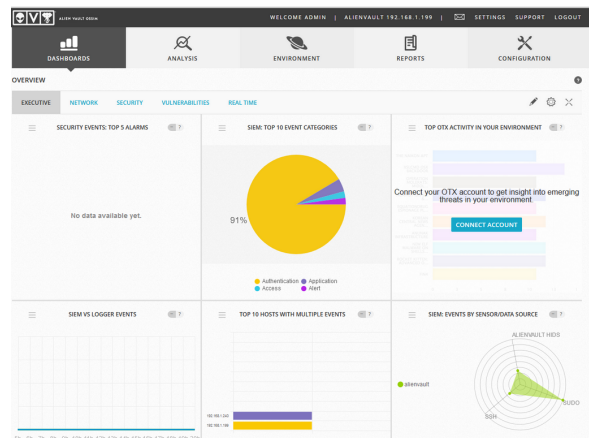 ALIEN VAULT OSSIM
WELCOME ADMIN | ALIENVAULT 192.168.1.199 | SETTINGS SUPPORT LOGOUT
DASHBOARDS ANALYSIS ENVIRONMENT REPORTS CONFIGURATION
OVERVIEW
EXECUTIVE NETWORK SECURITY VULNERABILITIES REAL TIME
SECURITY EVENTS: TOP 5 ALARMS
No data available yet.
SIEM: TOP 10 EVENT CATEGORIES
91%
Authentication Application
Access Alert
TOP OTX ACTIVITY IN YOUR ENVIRONMENT
Connect your OTX account to get insight into emerging
threats in your environment.
CONNECT ACCOUNT
SIEM VS LOGGER EVENTS
TOP 10 HOSTS WITH MULTIPLE EVENTS
SIEM: EVENTS BY SENSOR/DATA SOURCE
alienvault
ALIENVAULT HIDS
SUDO
SSH